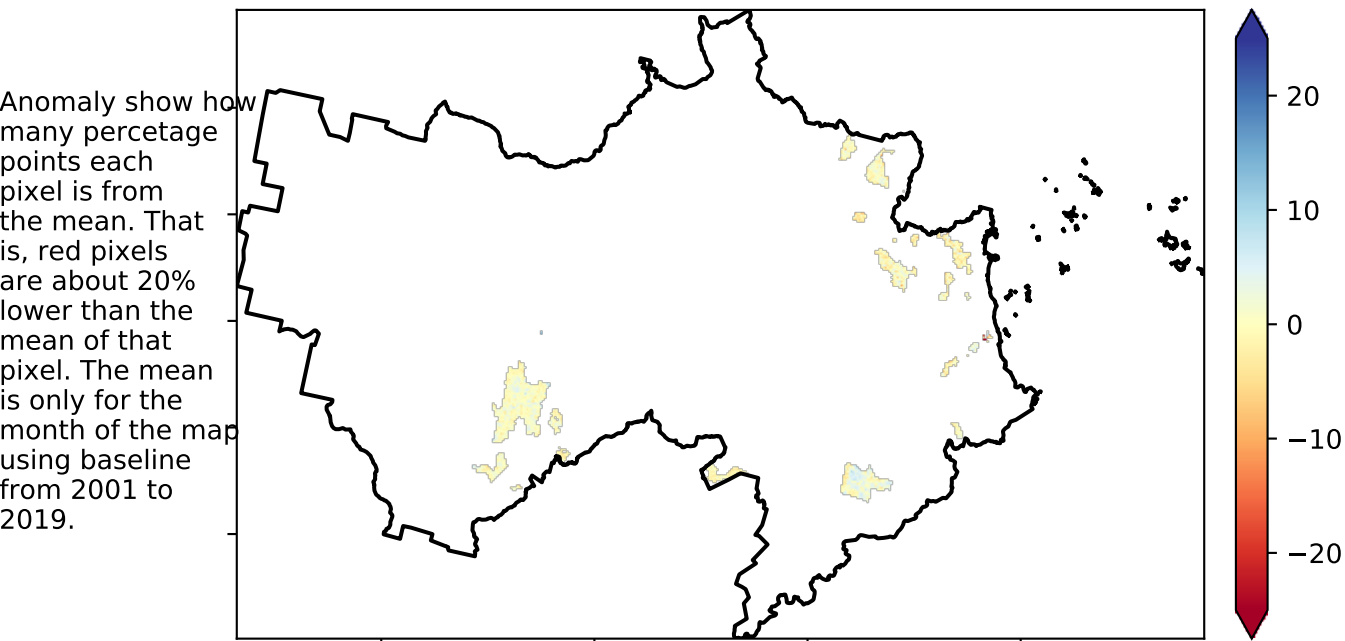 Anomaly show how
many percetage
points each
pixel is from
the mean. That
is, red pixels
are about 20%
lower than the
mean of that
pixel. The mean
is only for the
month of the map
using baseline
from 2001 to
2019.
20
10
0
−10
−20